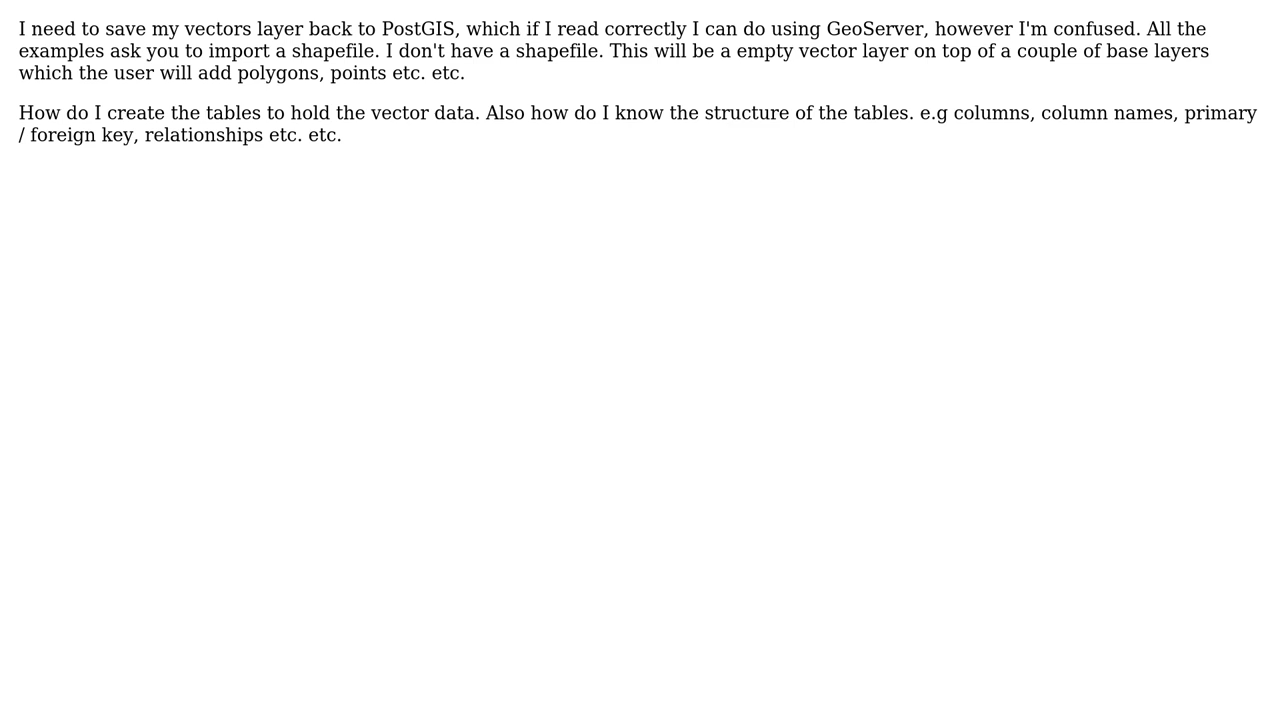 I need to save my vectors layer back to PostGIS, which if I read correctly I can do using GeoServer, however I'm confused. All the
examples ask you to import a shapefile. I don't have a shapefile. This will be a empty vector layer on top of a couple of base layers
which the user will add polygons, points etc. etc.
How do I create the tables to hold the vector data. Also how do I know the structure of the tables. e.g columns, column names, primary
/ foreign key, relationships etc. etc.